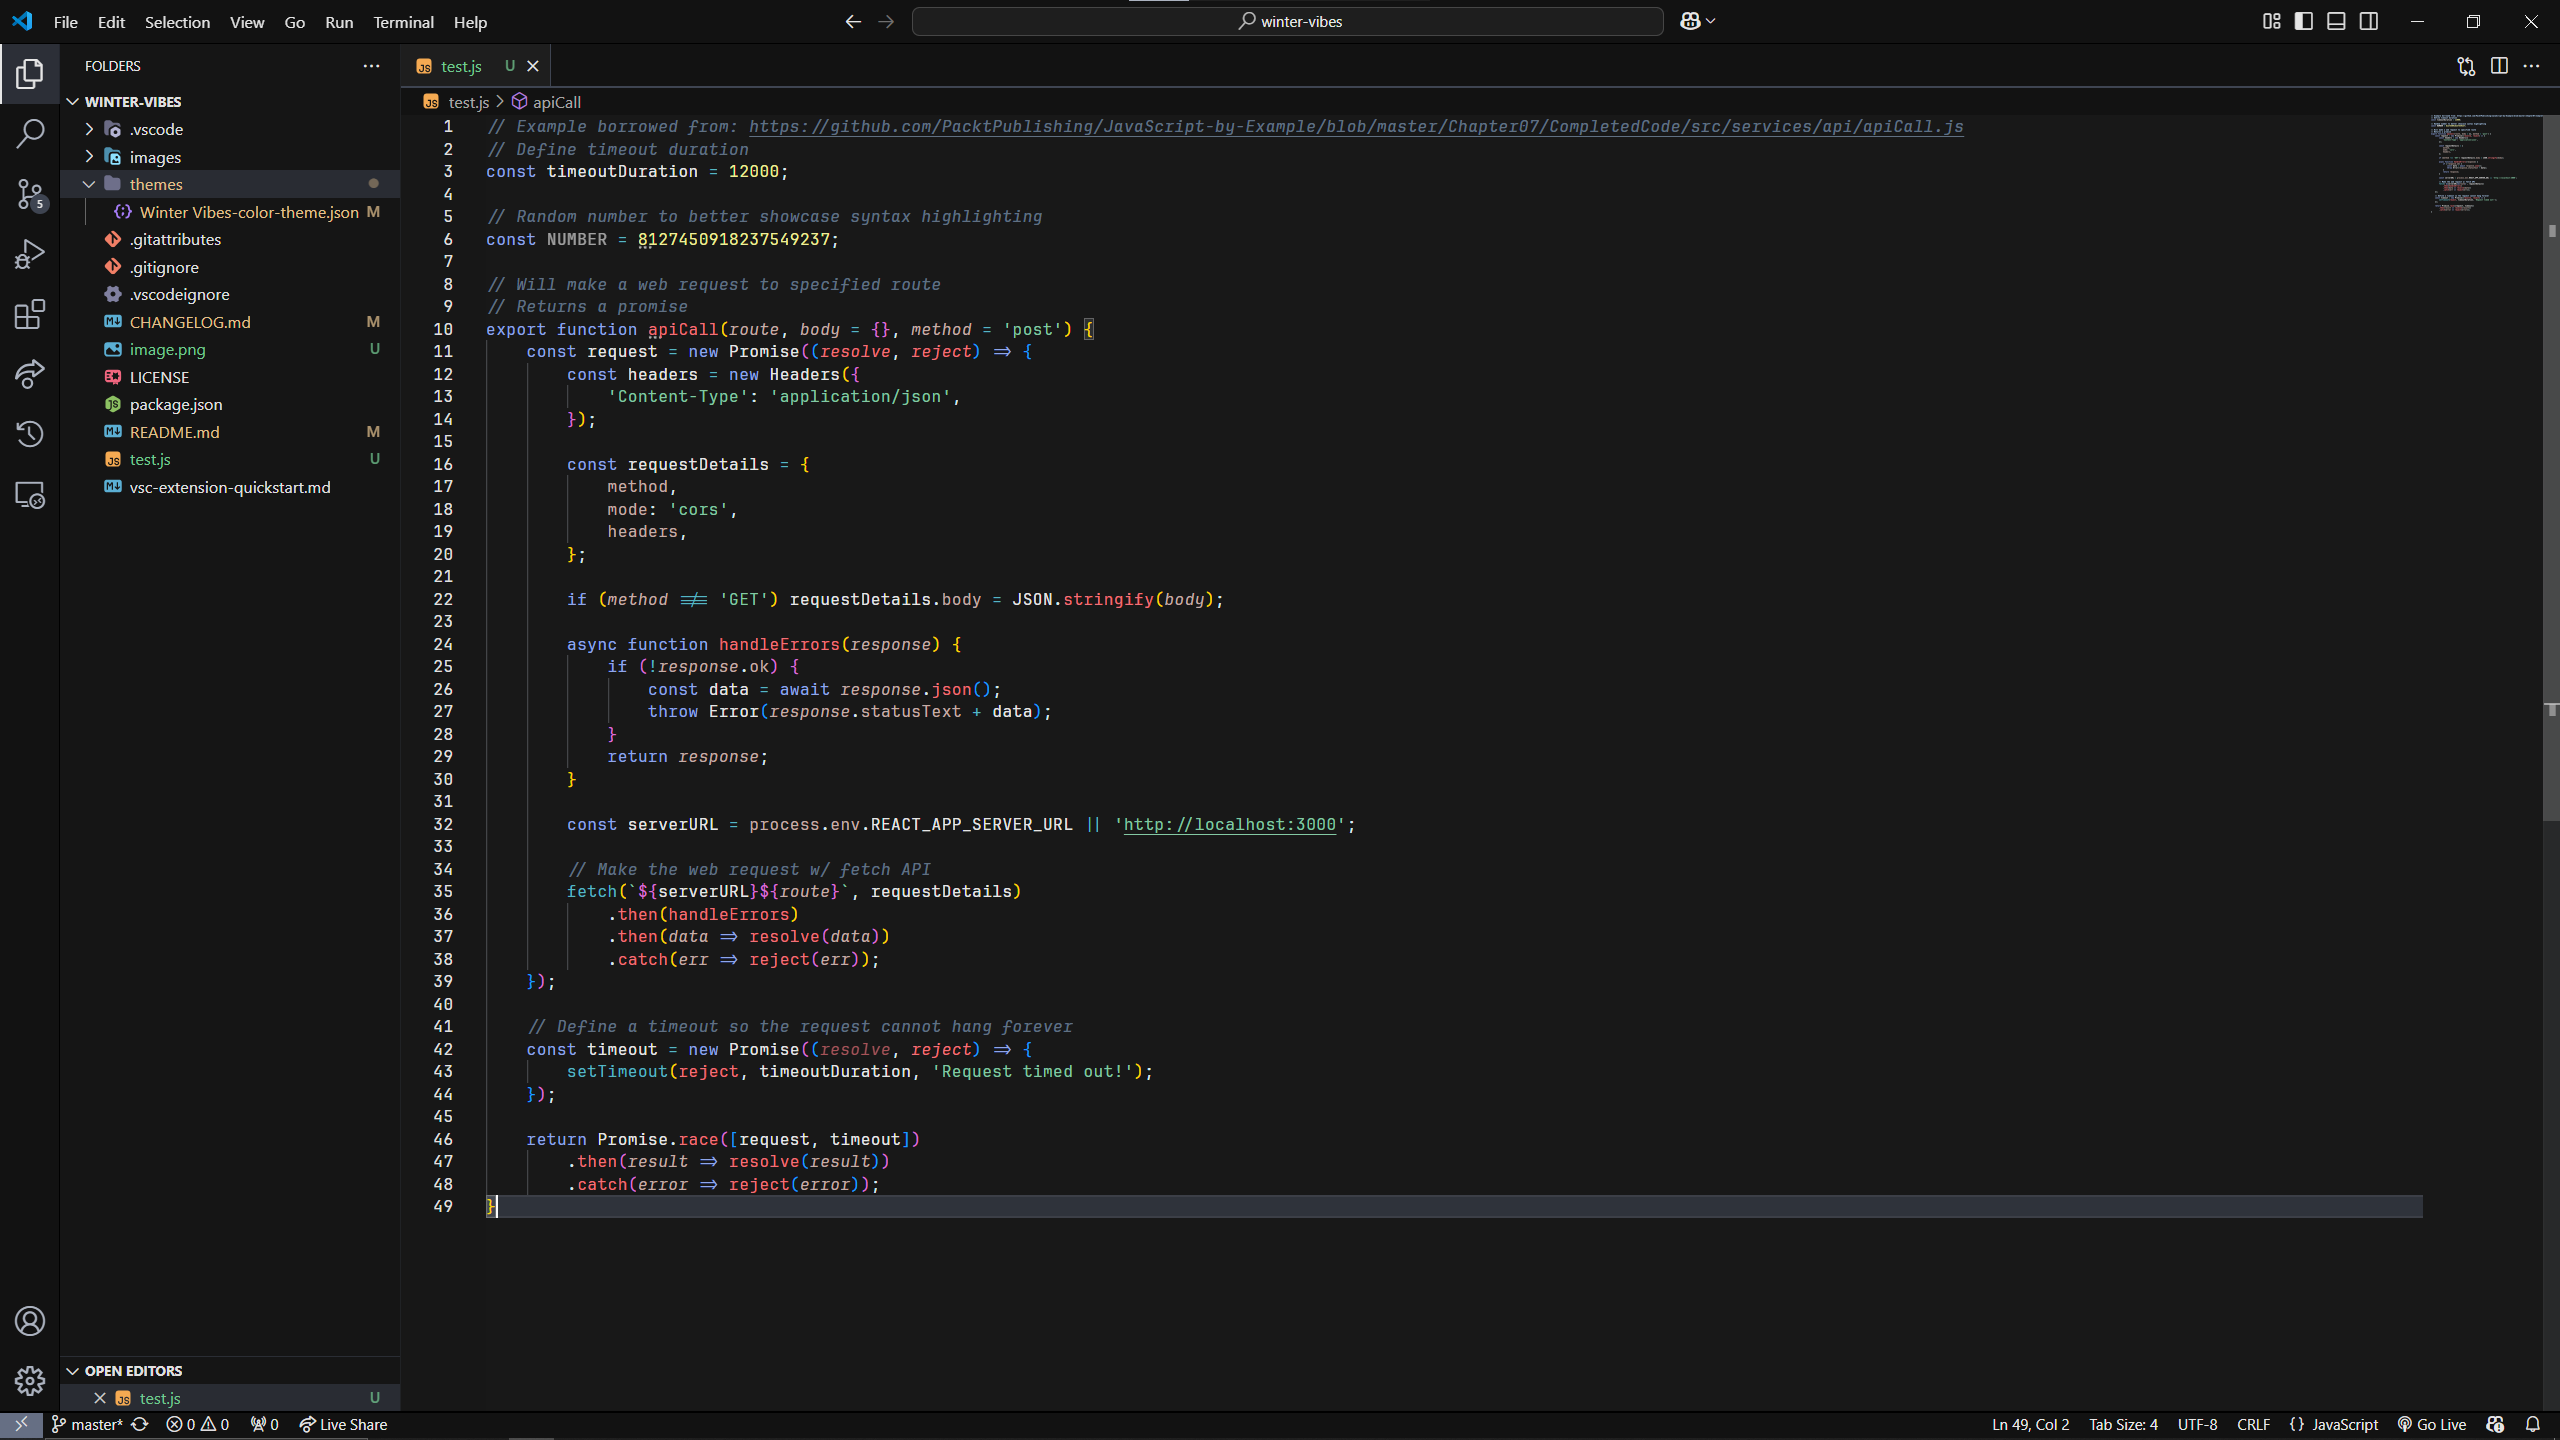 File Edit Selection View Go Run Terminal Help
winter-vibes
FOLDERS
WINTER-VIBES
.vscode
images
themes
Winter Vibes-color-theme.json M
.gitattributes
.gitignore
.vscodeignore
CHANGELOG.md M
image.png U
LICENSE
package.json
README.md M
test.js U
vsc-extension-quickstart.md
5
OPEN EDITORS
test.js U
test.js U
test.js > apiCall
1 // Example borrowed from: https://github.com/PacktPublishing/JavaScript-by-Example/blob/master/Chapter07/CompletedCode/src/services/api/apiCall.js
2 // Define timeout duration
3 const timeoutDuration = 12000;
4
5 // Random number to better showcase syntax highlighting
6 const NUMBER = 8127450918237549237;
7
8 // Will make a web request to specified route
9 // Returns a promise
10 export function apiCall(route, body = {}, method = 'post') {
11 const request = new Promise((resolve, reject) => {
12 const headers = new Headers({
13 'Content-Type': 'application/json',
14 });
15
16 const requestDetails = {
17 method,
18 mode: 'cors',
19 headers,
20 };
21
22 if (method !== 'GET') requestDetails.body = JSON.stringify(body);
23
24 async function handleErrors(response) {
25 if (!response.ok) {
26 const data = await response.json();
27 throw Error(response.statusText + data);
28 }
29 return response;
30 }
31
32 const serverURL = process.env.REACT_APP_SERVER_URL || 'http://localhost:3000';
33
34 // Make the web request w/ fetch API
35 fetch(`${serverURL}${route}`, requestDetails)
36 .then(handleErrors)
37 .then(data => resolve(data))
38 .catch(err => reject(err));
39 });
40
41 // Define a timeout so the request cannot hang forever
42 const timeout = new Promise((resolve, reject) => {
43 setTimeout(reject, timeoutDuration, 'Request timed out!');
44 });
45
46 return Promise.race([request, timeout])
47 .then(result => resolve(result))
48 .catch(error => reject(error));
49 }
master* 0 0 0 Live Share
Ln 49, Col 2 Tab Size: 4 UTF-8 CRLF {} JavaScript Go Live